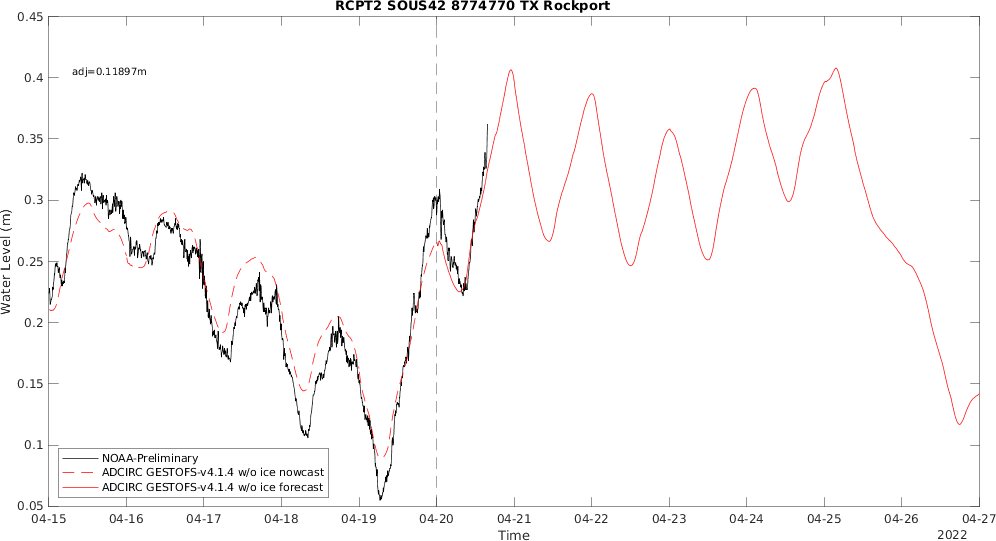 RCPT2 SOUS42 8774770 TX Rockport
0.45
adj=0.11897m
0.4
0.35
0.3
0.25
0.2
0.15
0.1
0.05
Water Level (m)
NOAA-Preliminary
ADCIRC GESTOFS-v4.1.4 w/o ice nowcast
ADCIRC GESTOFS-v4.1.4 w/o ice forecast
04-15 04-16 04-17 04-18 04-19 04-20 04-21 04-22 04-23 04-24 04-25 04-26 04-27
Time
2022